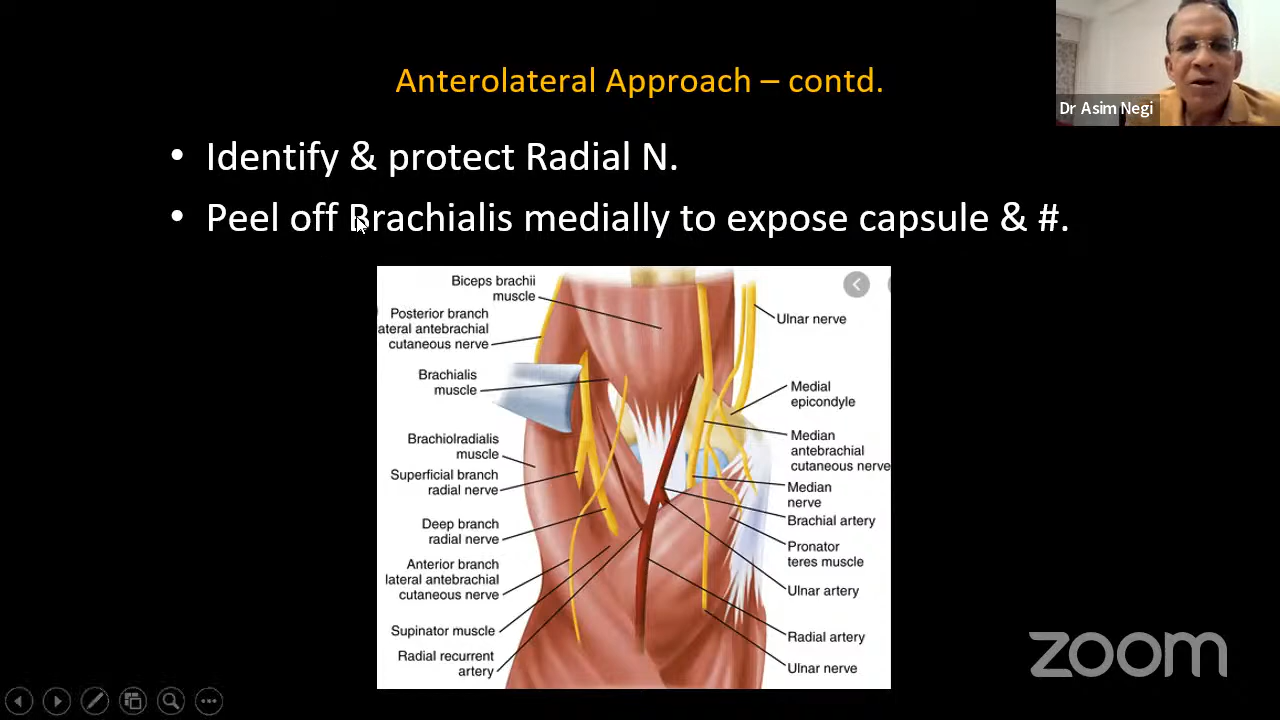 Anterolateral Approach – contd.
Dr Asim Negi
• Identify & protect Radial N.
• Peel off Brachialis medially to expose capsule & #.
Biceps brachii
muscle
Posterior branch
ateral antebrachial
cutaneous nerve
Brachialis
muscle
Brachiolradialis
muscle
Superficial branch
radial nerve
Deep branch
radial nerve
Anterior branch
lateral antebrachial
cutaneous nerve
Supinator muscle
Radial recurrent
artery
Ulnar nerve
Medial
epicondyle
Median
antebrachial
cutaneous nerve
Median
nerve
Brachial artery
Pronator
teres muscle
Ulnar artery
Radial artery
Ulnar nerve
zoom